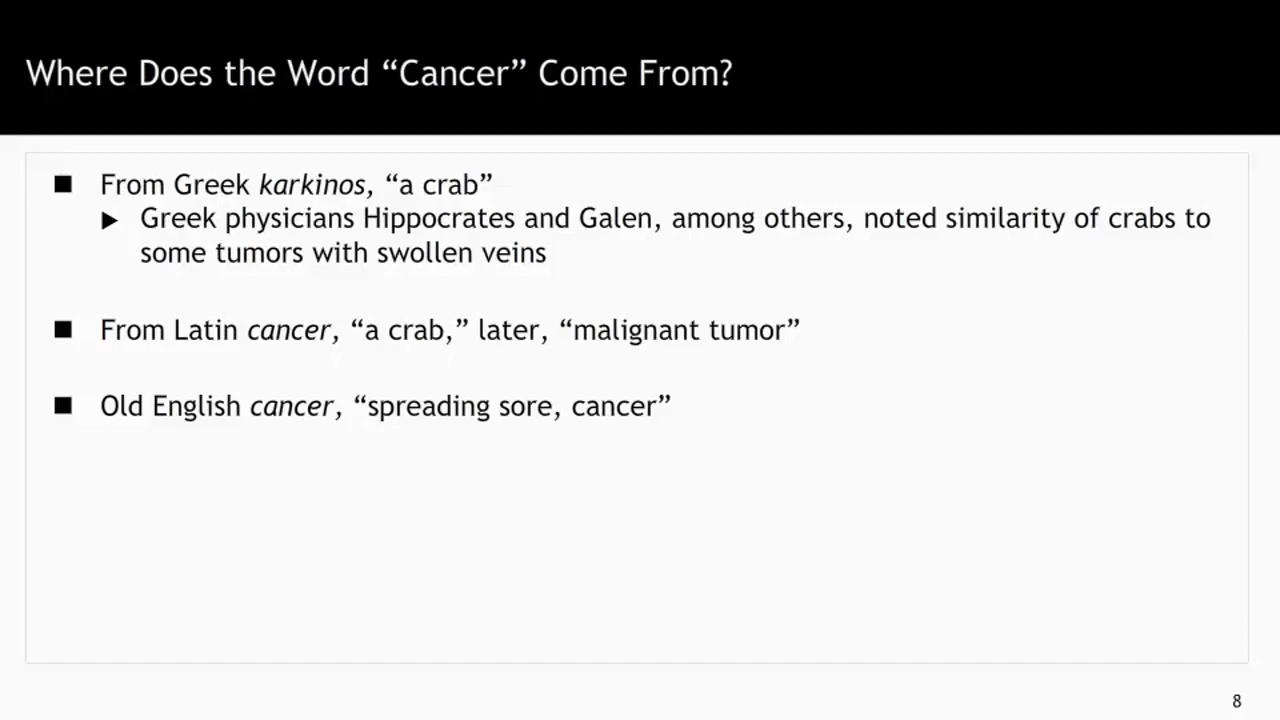 Where Does the Word “Cancer” Come From?
■ From Greek karkinos, “a crab”
▶ Greek physicians Hippocrates and Galen, among others, noted similarity of crabs to
some tumors with swollen veins
■ From Latin cancer, “a crab,” later, “malignant tumor”
■ Old English cancer, “spreading sore, cancer”
8